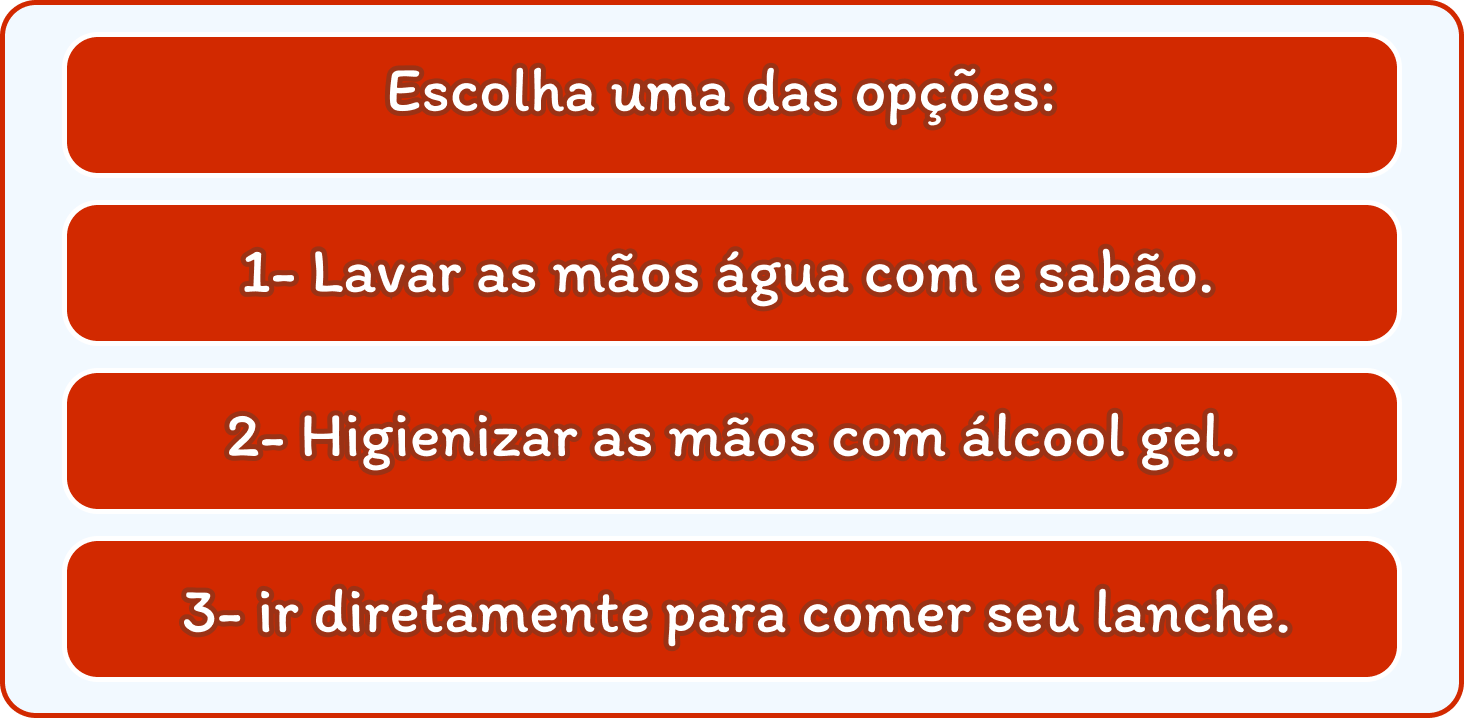 Escolha uma das opções:
1- Lavar as mãos água com e sabão.
2- Higienizar as mãos com álcool gel.
3- ir diretamente para comer seu lanche.